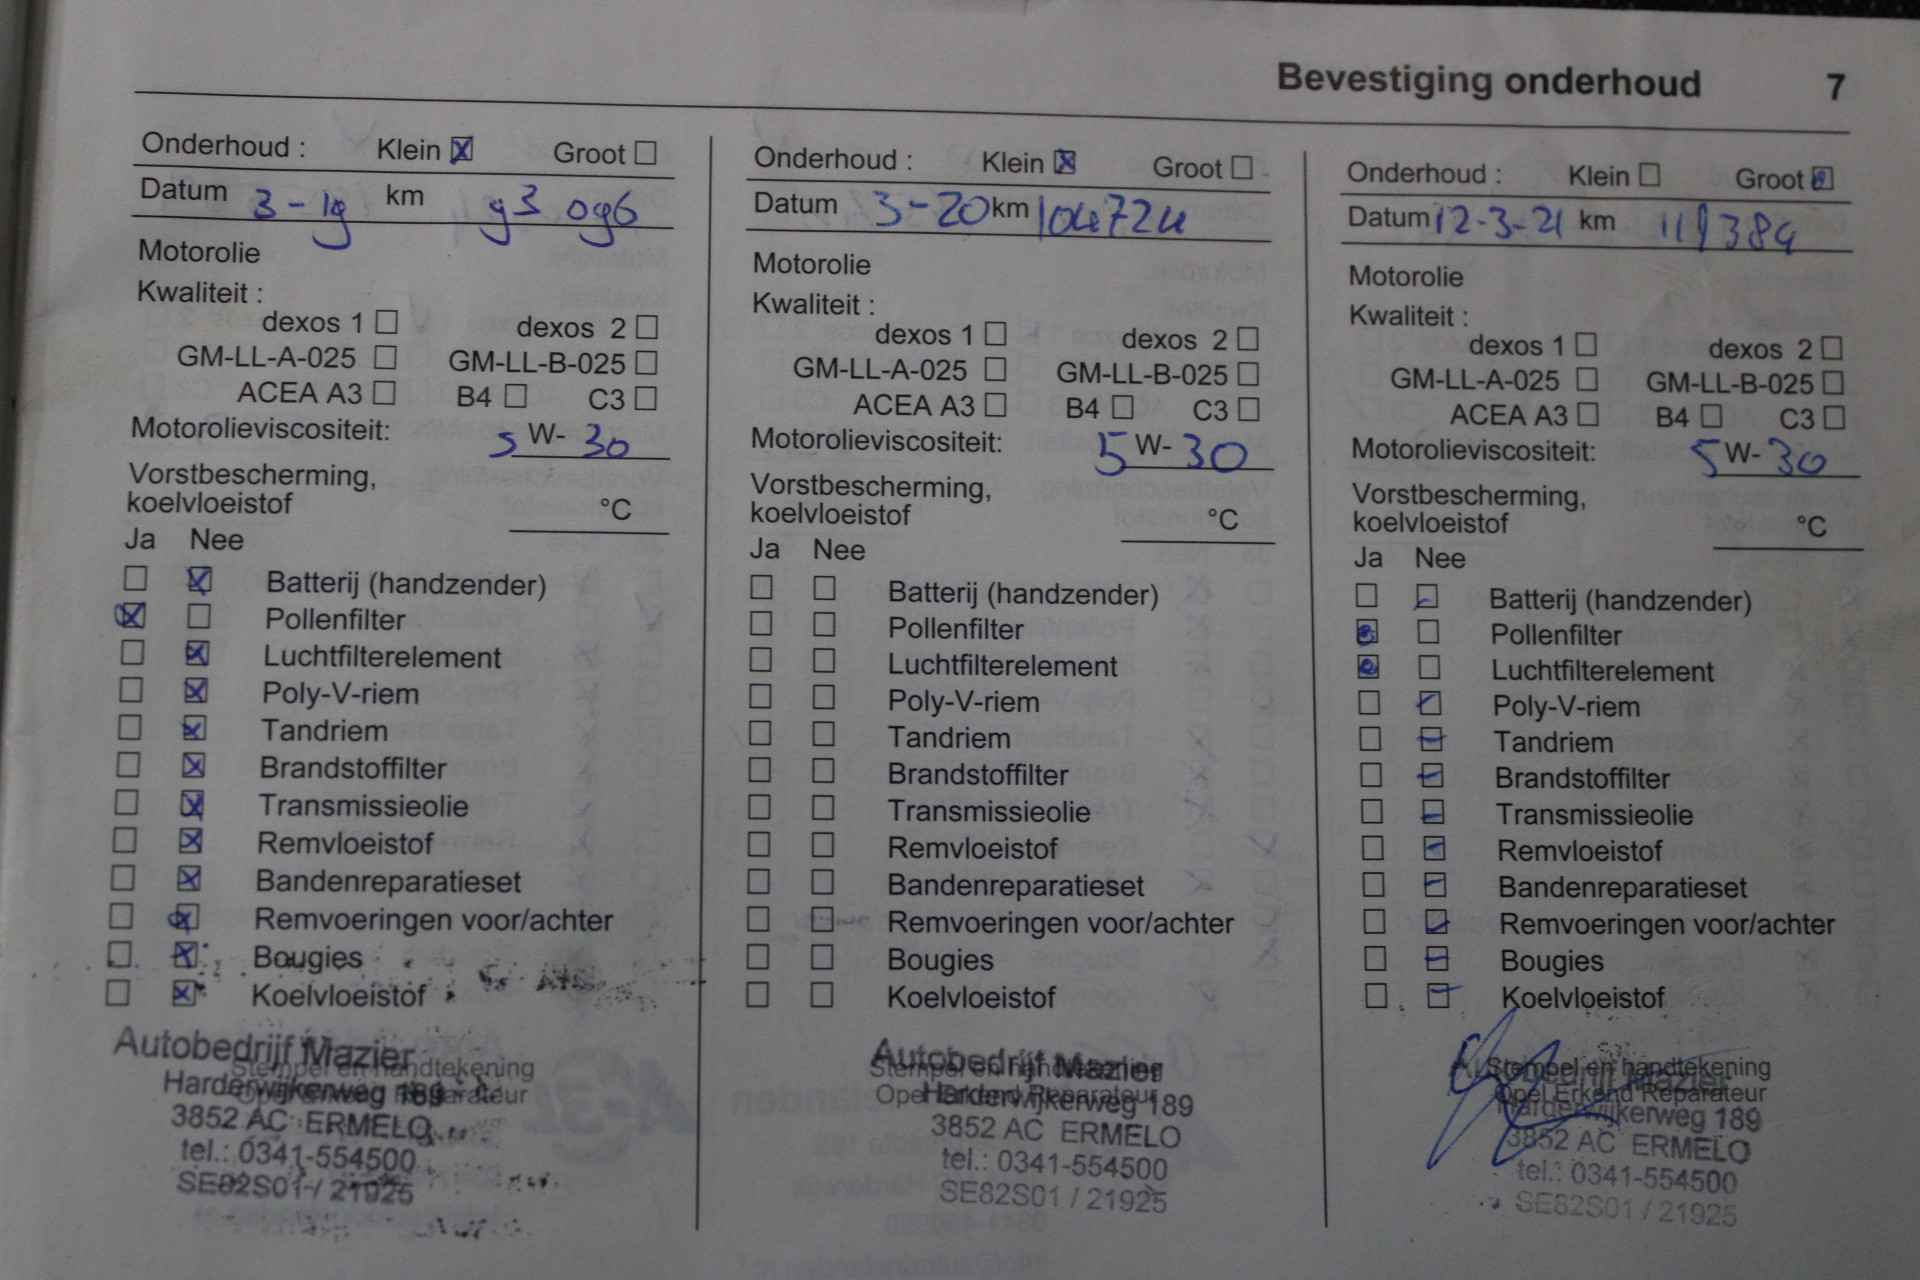 Bevestiging onderhoud 7
Onderhoud : Klein ☒ Groot ☐
Datum 3-19 km 93 096
Motorolie
Kwaliteit :
dexos 1 ☐ dexos 2 ☐
GM-LL-A-025 ☐ GM-LL-B-025 ☐
ACEA A3 ☐ B4 ☐ C3 ☐
Motorolieviscositeit: 5 W- 30
Vorstbescherming,
koelvloeistof °C
Ja Nee
☐ ☒ Batterij (handzender)
☒ ☐ Pollenfilter
☐ ☒ Luchtfilterelement
☐ ☒ Poly-V-riem
☐ ☒ Tandriem
☐ ☒ Brandstoffilter
☐ ☒ Transmissieolie
☐ ☒ Remvloeistof
☐ ☒ Bandenreparatieset
☐ ☒ Remvoeringen voor/achter
☐ ☒ Bougies
☐ ☒ Koelvloeistof
Autobedrijf Mazier
Stempel en handtekening
Harderwijkerweg 189
3852 AC ERMELO
tel.: 0341-554500
SE82S01 / 21925
Onderhoud : Klein ☒ Groot ☐
Datum 3-20 km 104724
Motorolie
Kwaliteit :
dexos 1 ☐ dexos 2 ☐
GM-LL-A-025 ☐ GM-LL-B-025 ☐
ACEA A3 ☐ B4 ☐ C3 ☐
Motorolieviscositeit: 5 W- 30
Vorstbescherming,
koelvloeistof °C
Ja Nee
☐ ☐ Batterij (handzender)
☐ ☐ Pollenfilter
☐ ☐ Luchtfilterelement
☐ ☐ Poly-V-riem
☐ ☐ Tandriem
☐ ☐ Brandstoffilter
☐ ☐ Transmissieolie
☐ ☐ Remvloeistof
☐ ☐ Bandenreparatieset
☐ ☐ Remvoeringen voor/achter
☐ ☐ Bougies
☐ ☐ Koelvloeistof
Autobedrijf Mazier
Harderwijkerweg 189
3852 AC ERMELO
tel.: 0341-554500
SE82S01 / 21925
Onderhoud : Klein ☐ Groot ☒
Datum 12-3-21 km 111384
Motorolie
Kwaliteit :
dexos 1 ☐ dexos 2 ☐
GM-LL-A-025 ☐ GM-LL-B-025 ☐
ACEA A3 ☐ B4 ☐ C3 ☐
Motorolieviscositeit: 5 W- 30
Vorstbescherming,
koelvloeistof °C
Ja Nee
☐ ☒ Batterij (handzender)
☒ ☐ Pollenfilter
☒ ☐ Luchtfilterelement
☐ ☒ Poly-V-riem
☐ ☒ Tandriem
☐ ☒ Brandstoffilter
☐ ☒ Transmissieolie
☐ ☒ Remvloeistof
☐ ☒ Bandenreparatieset
☐ ☒ Remvoeringen voor/achter
☐ ☒ Bougies
☐ ☒ Koelvloeistof
Stempel en handtekening
Autobedrijf Mazier
Opel Erkend Reparateur
Harderwijkerweg 189
3852 AC ERMELO
tel.: 0341-554500
SE82S01 / 21925